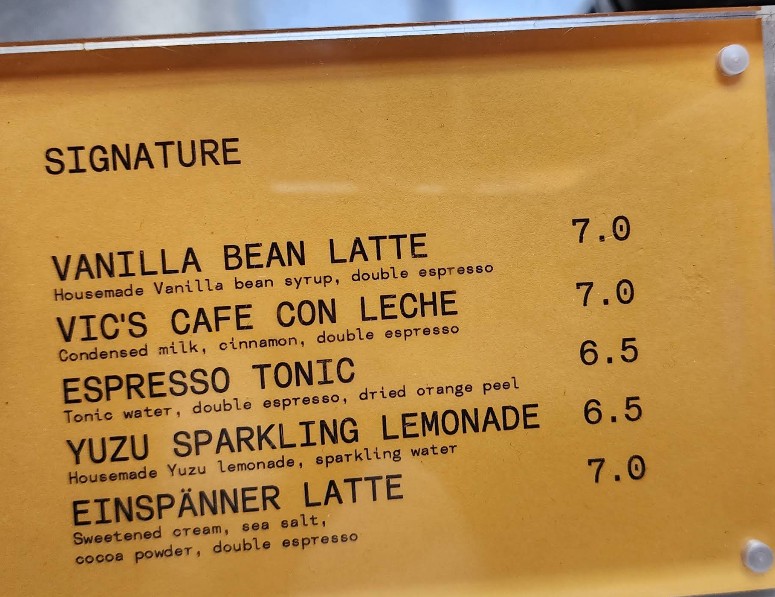 SIGNATURE
VANILLA BEAN LATTE 7.0
Housemade Vanilla bean syrup, double espresso
VIC'S CAFE CON LECHE 7.0
Condensed milk, cinnamon, double espresso
ESPRESSO TONIC 6.5
Tonic water, double espresso, dried orange peel
YUZU SPARKLING LEMONADE 6.5
Housemade Yuzu lemonade, sparkling water
EINSPÄNNER LATTE 7.0
Sweetened cream, sea salt,
cocoa powder, double espresso